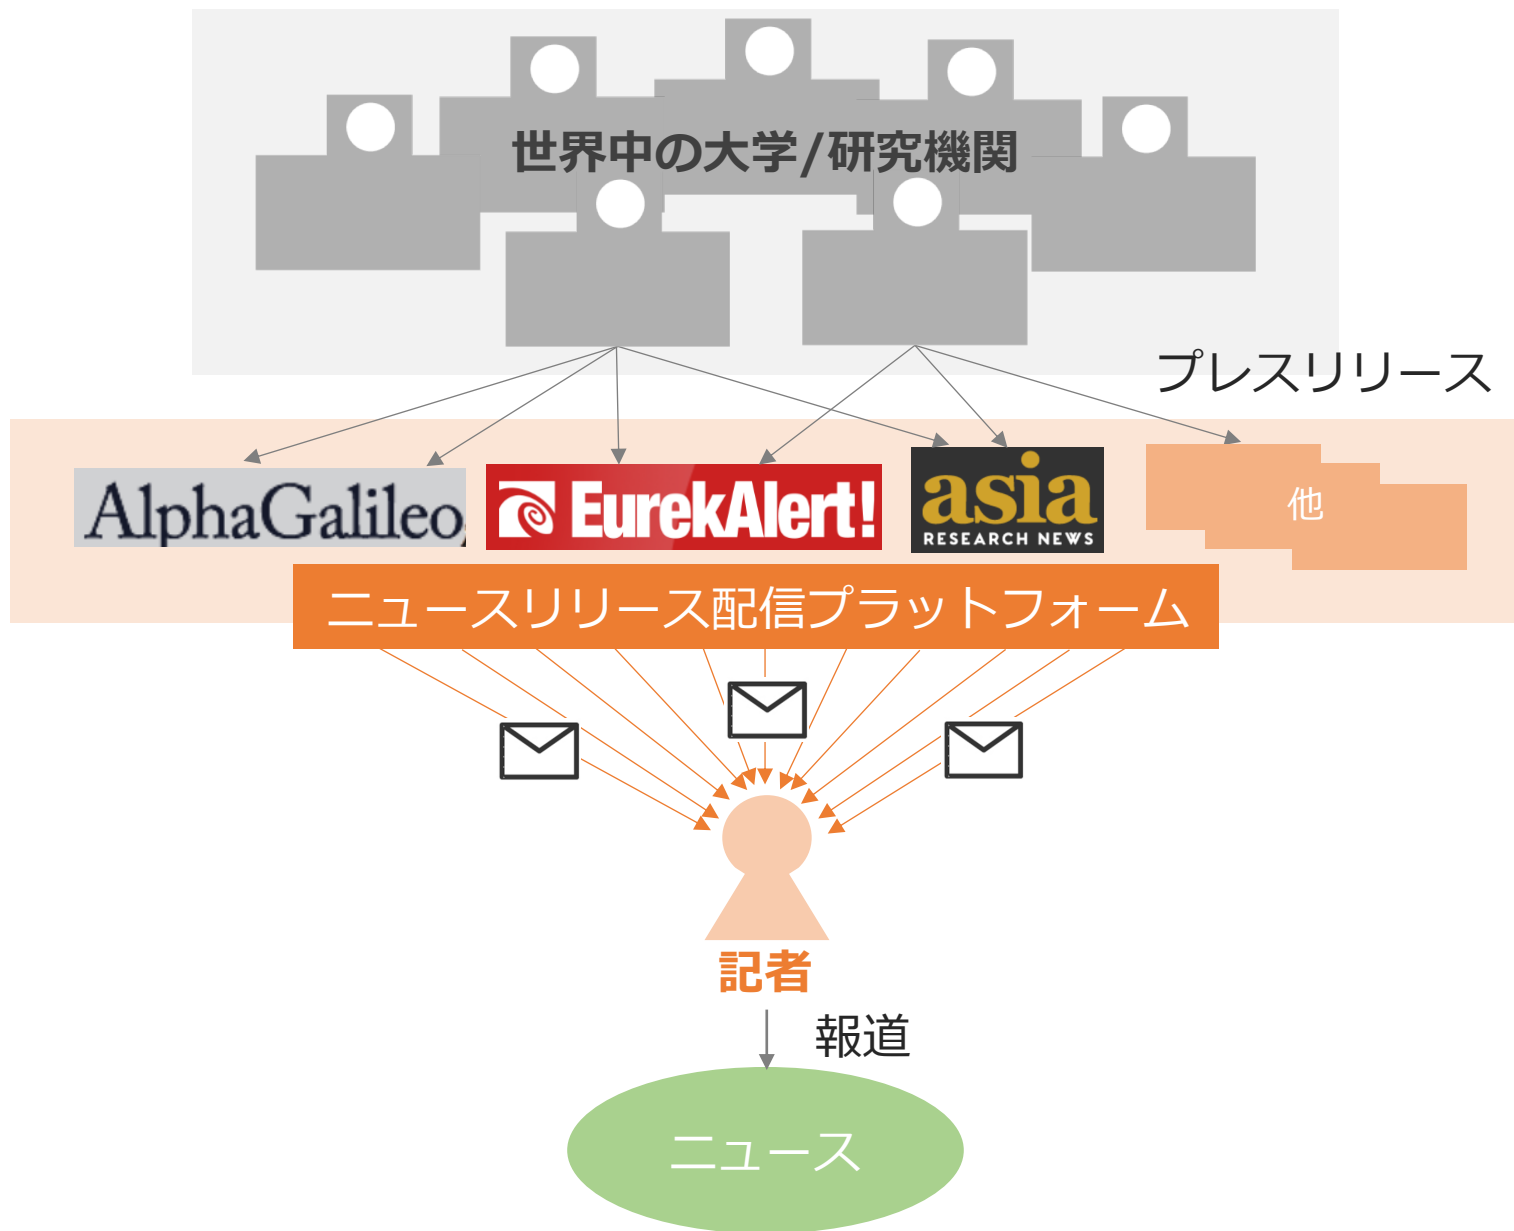 世界中の大学/研究機関
プレスリリース
AlphaGalileo
EurekAlert!
asia
RESEARCH NEWS
他
ニュースリリース配信プラットフォーム
記者
報道
ニュース